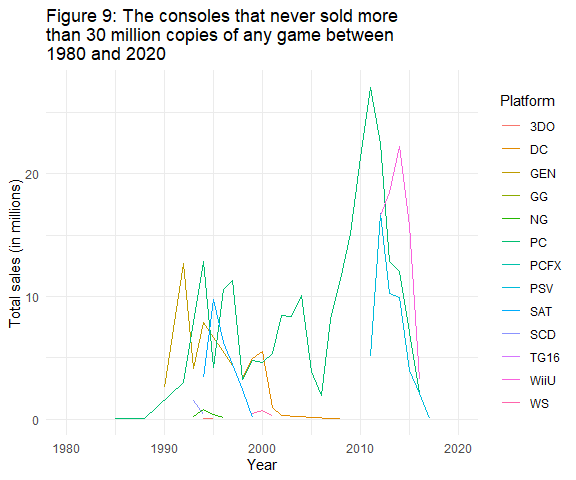 Figure 9: The consoles that never sold more
than 30 million copies of any game between
1980 and 2020
Total sales (in millions)
20
10
0
1980
1990
2000
2010
2020
Year
Platform
3DO
DC
GEN
GG
NG
PC
PCFX
PSV
SAT
SCD
TG16
WiiU
WS